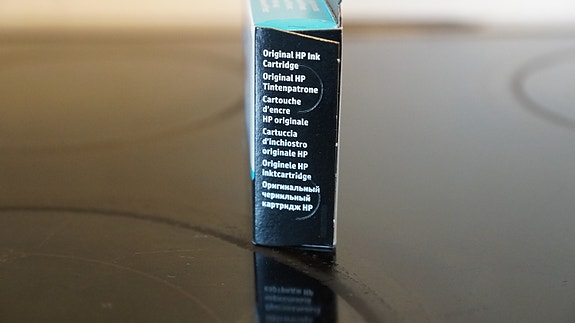 Original HP Ink
Cartridge
Original HP
Tintenpatrone
Cartouche
d'encre
HP originale
Cartuccia
d'inchiostro
originale HP
Originele HP
inktcartridge
Оригинальный
чернильный
картридж HP